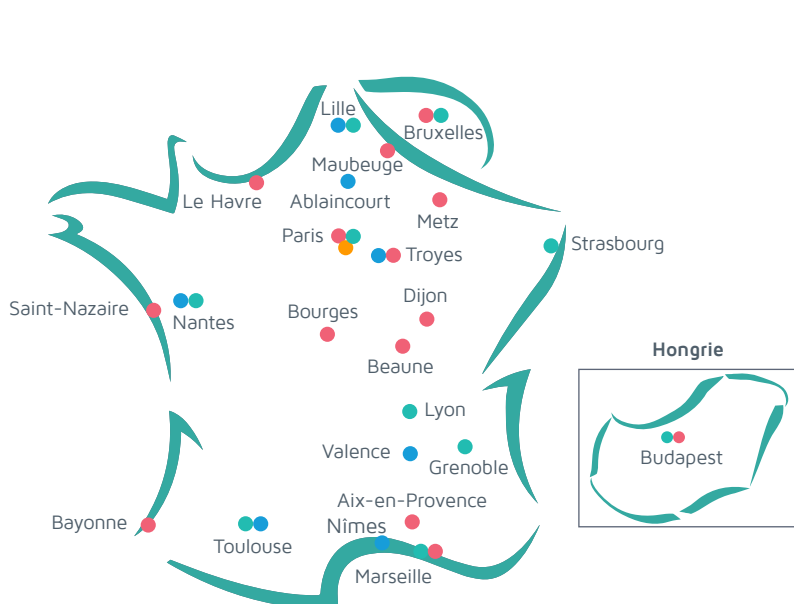 Lille
Bruxelles
Maubeuge
Le Havre
Ablaincourt
Metz
Paris
Troyes
Strasbourg
Saint-Nazaire
Nantes
Bourges
Dijon
Beaune
Hongrie
Lyon
Valence
Grenoble
Budapest
Aix-en-Provence
Bayonne
Nîmes
Toulouse
Marseille